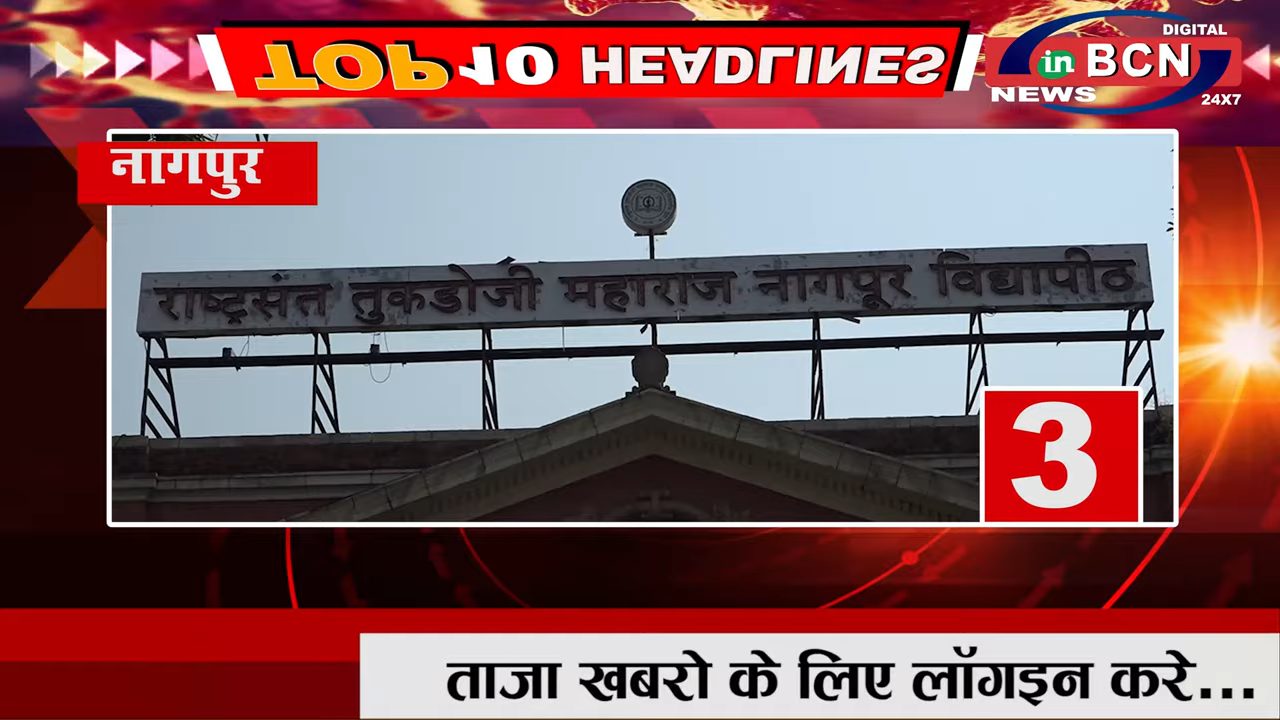 TOP 10 HEADLINES
DIGITAL
in BCN
NEWS
24X7
नागपुर
राष्ट्रसंत तुकडोजी महाराज नागपूर विद्यापीठ
3
ताजा खबरो के लिए लॉगइन करे...